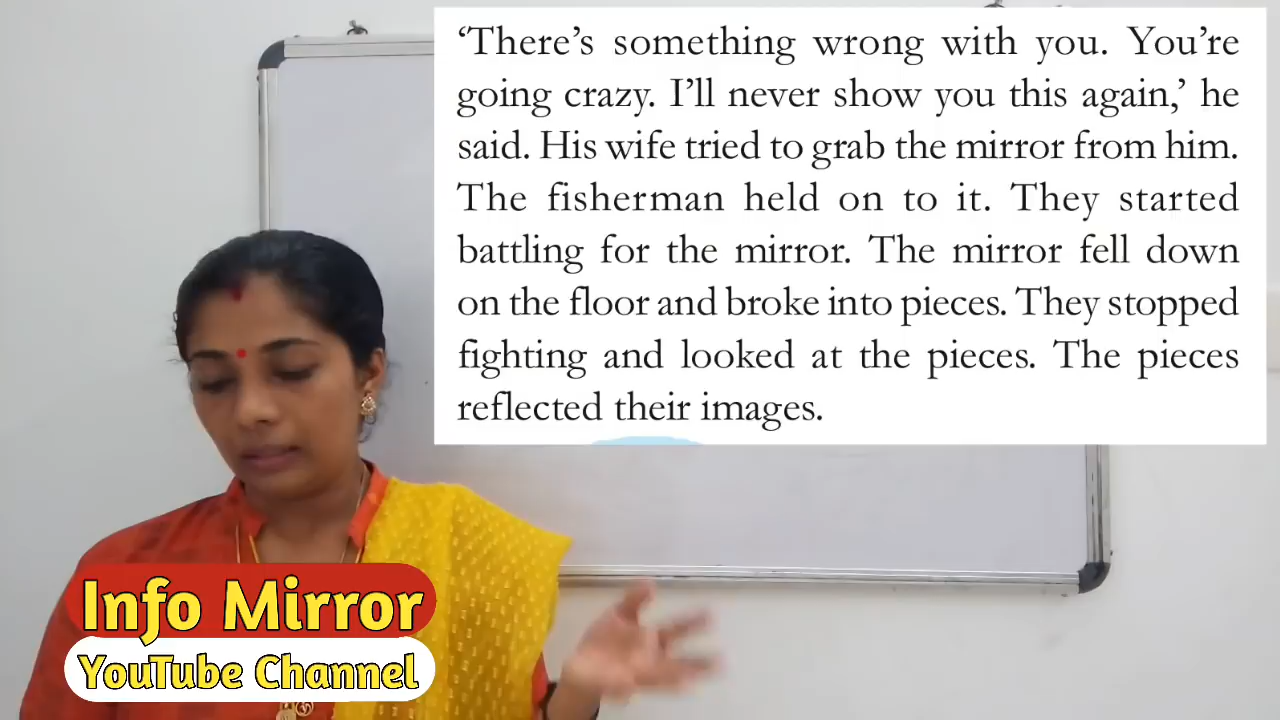 ‘There’s something wrong with you. You’re
going crazy. I’ll never show you this again,’ he
said. His wife tried to grab the mirror from him.
The fisherman held on to it. They started
battling for the mirror. The mirror fell down
on the floor and broke into pieces. They stopped
fighting and looked at the pieces. The pieces
reflected their images.
Info Mirror
YouTube Channel